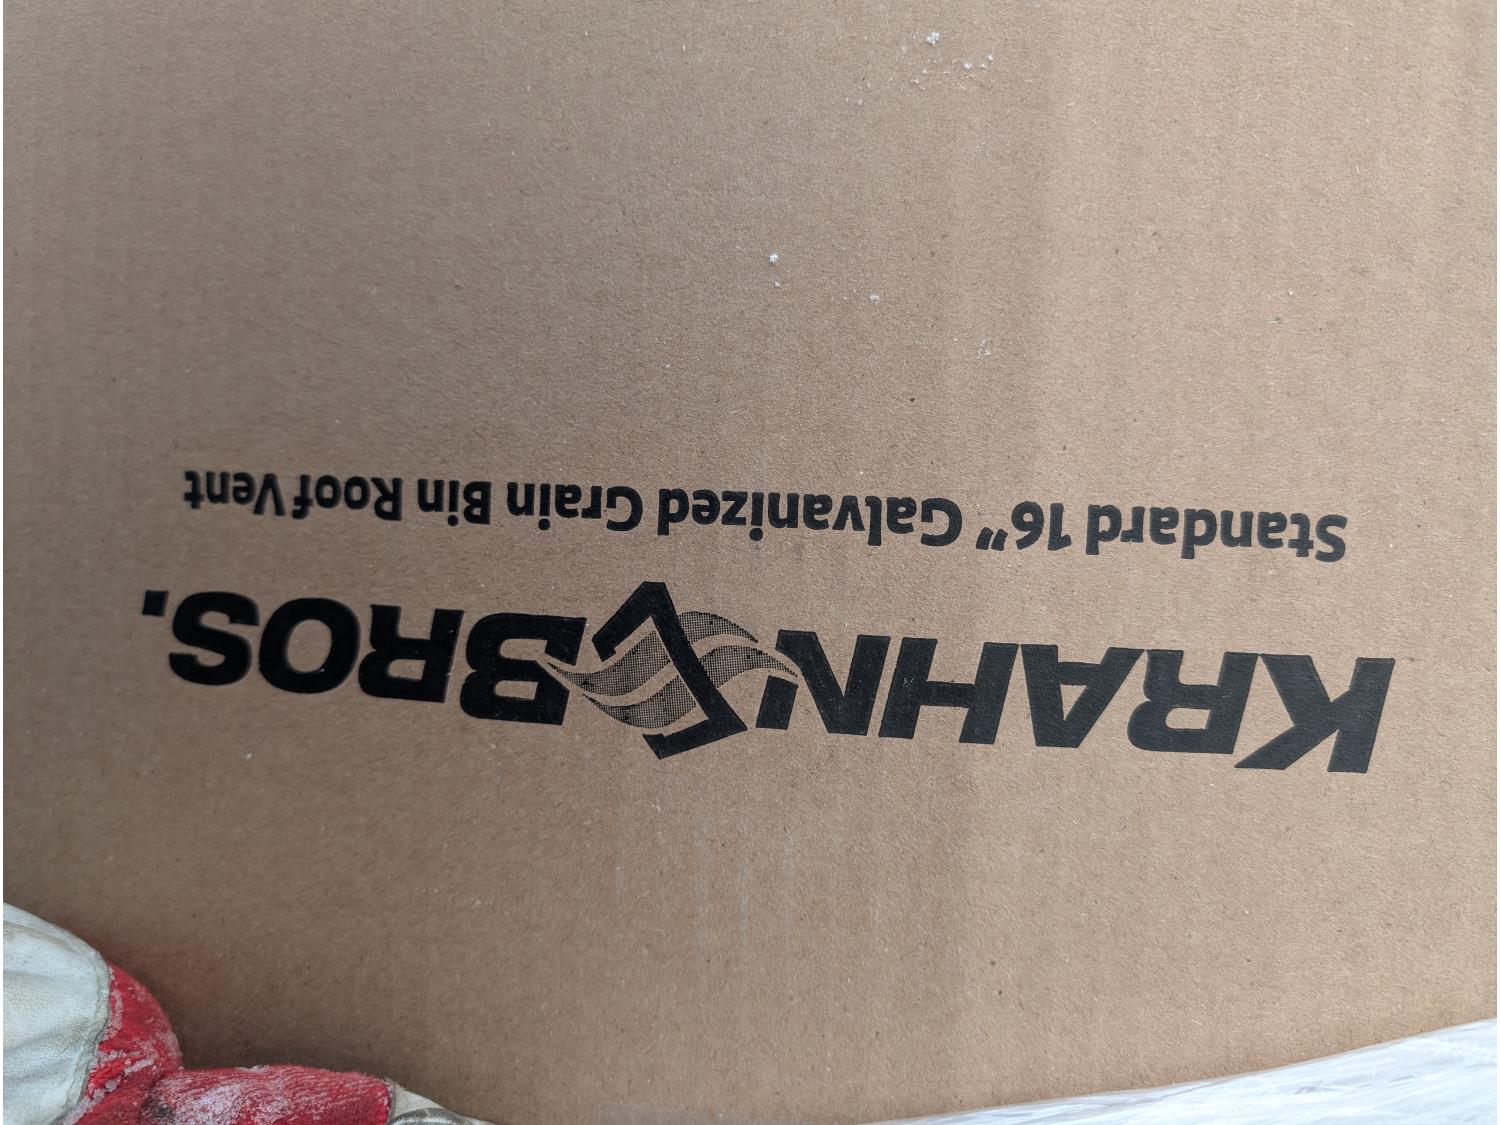 KRAHN BROS.
Standard 16” Galvanized Grain Bin Roof Vent